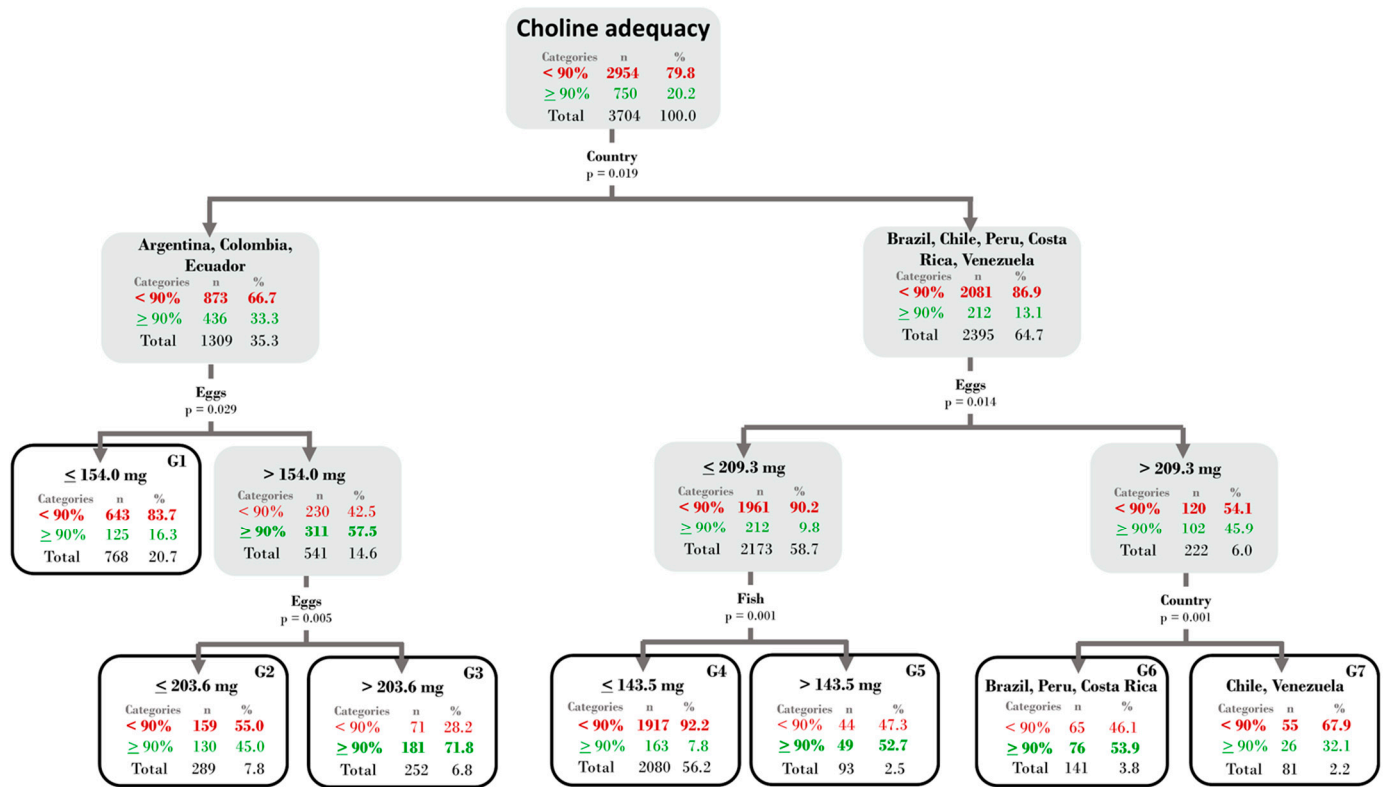 Choline adequacy
Categories n %
< 90% 2954 79.8
≥ 90% 750 20.2
Total 3704 100.0
Country
p = 0.019
Argentina, Colombia,
Ecuador
Categories n %
< 90% 873 66.7
≥ 90% 436 33.3
Total 1309 35.3
Brazil, Chile, Peru, Costa
Rica, Venezuela
Categories n %
< 90% 2081 86.9
≥ 90% 212 13.1
Total 2395 64.7
Eggs
p = 0.029
Eggs
p = 0.014
G1
≤ 154.0 mg
Categories n %
< 90% 643 83.7
≥ 90% 125 16.3
Total 768 20.7
> 154.0 mg
Categories n %
< 90% 230 42.5
≥ 90% 311 57.5
Total 541 14.6
≤ 209.3 mg
Categories n %
< 90% 1961 90.2
≥ 90% 212 9.8
Total 2173 58.7
> 209.3 mg
Categories n %
< 90% 120 54.1
≥ 90% 102 45.9
Total 222 6.0
Eggs
p = 0.005
Fish
p = 0.001
Country
p = 0.001
G2
≤ 203.6 mg
Categories n %
< 90% 159 55.0
≥ 90% 130 45.0
Total 289 7.8
G3
> 203.6 mg
Categories n %
< 90% 71 28.2
≥ 90% 181 71.8
Total 252 6.8
G4
≤ 143.5 mg
Categories n %
< 90% 1917 92.2
≥ 90% 163 7.8
Total 2080 56.2
G5
> 143.5 mg
Categories n %
< 90% 44 47.3
≥ 90% 49 52.7
Total 93 2.5
G6
Brazil, Peru, Costa Rica
Categories n %
< 90% 65 46.1
≥ 90% 76 53.9
Total 141 3.8
G7
Chile, Venezuela
Categories n %
< 90% 55 67.9
≥ 90% 26 32.1
Total 81 2.2